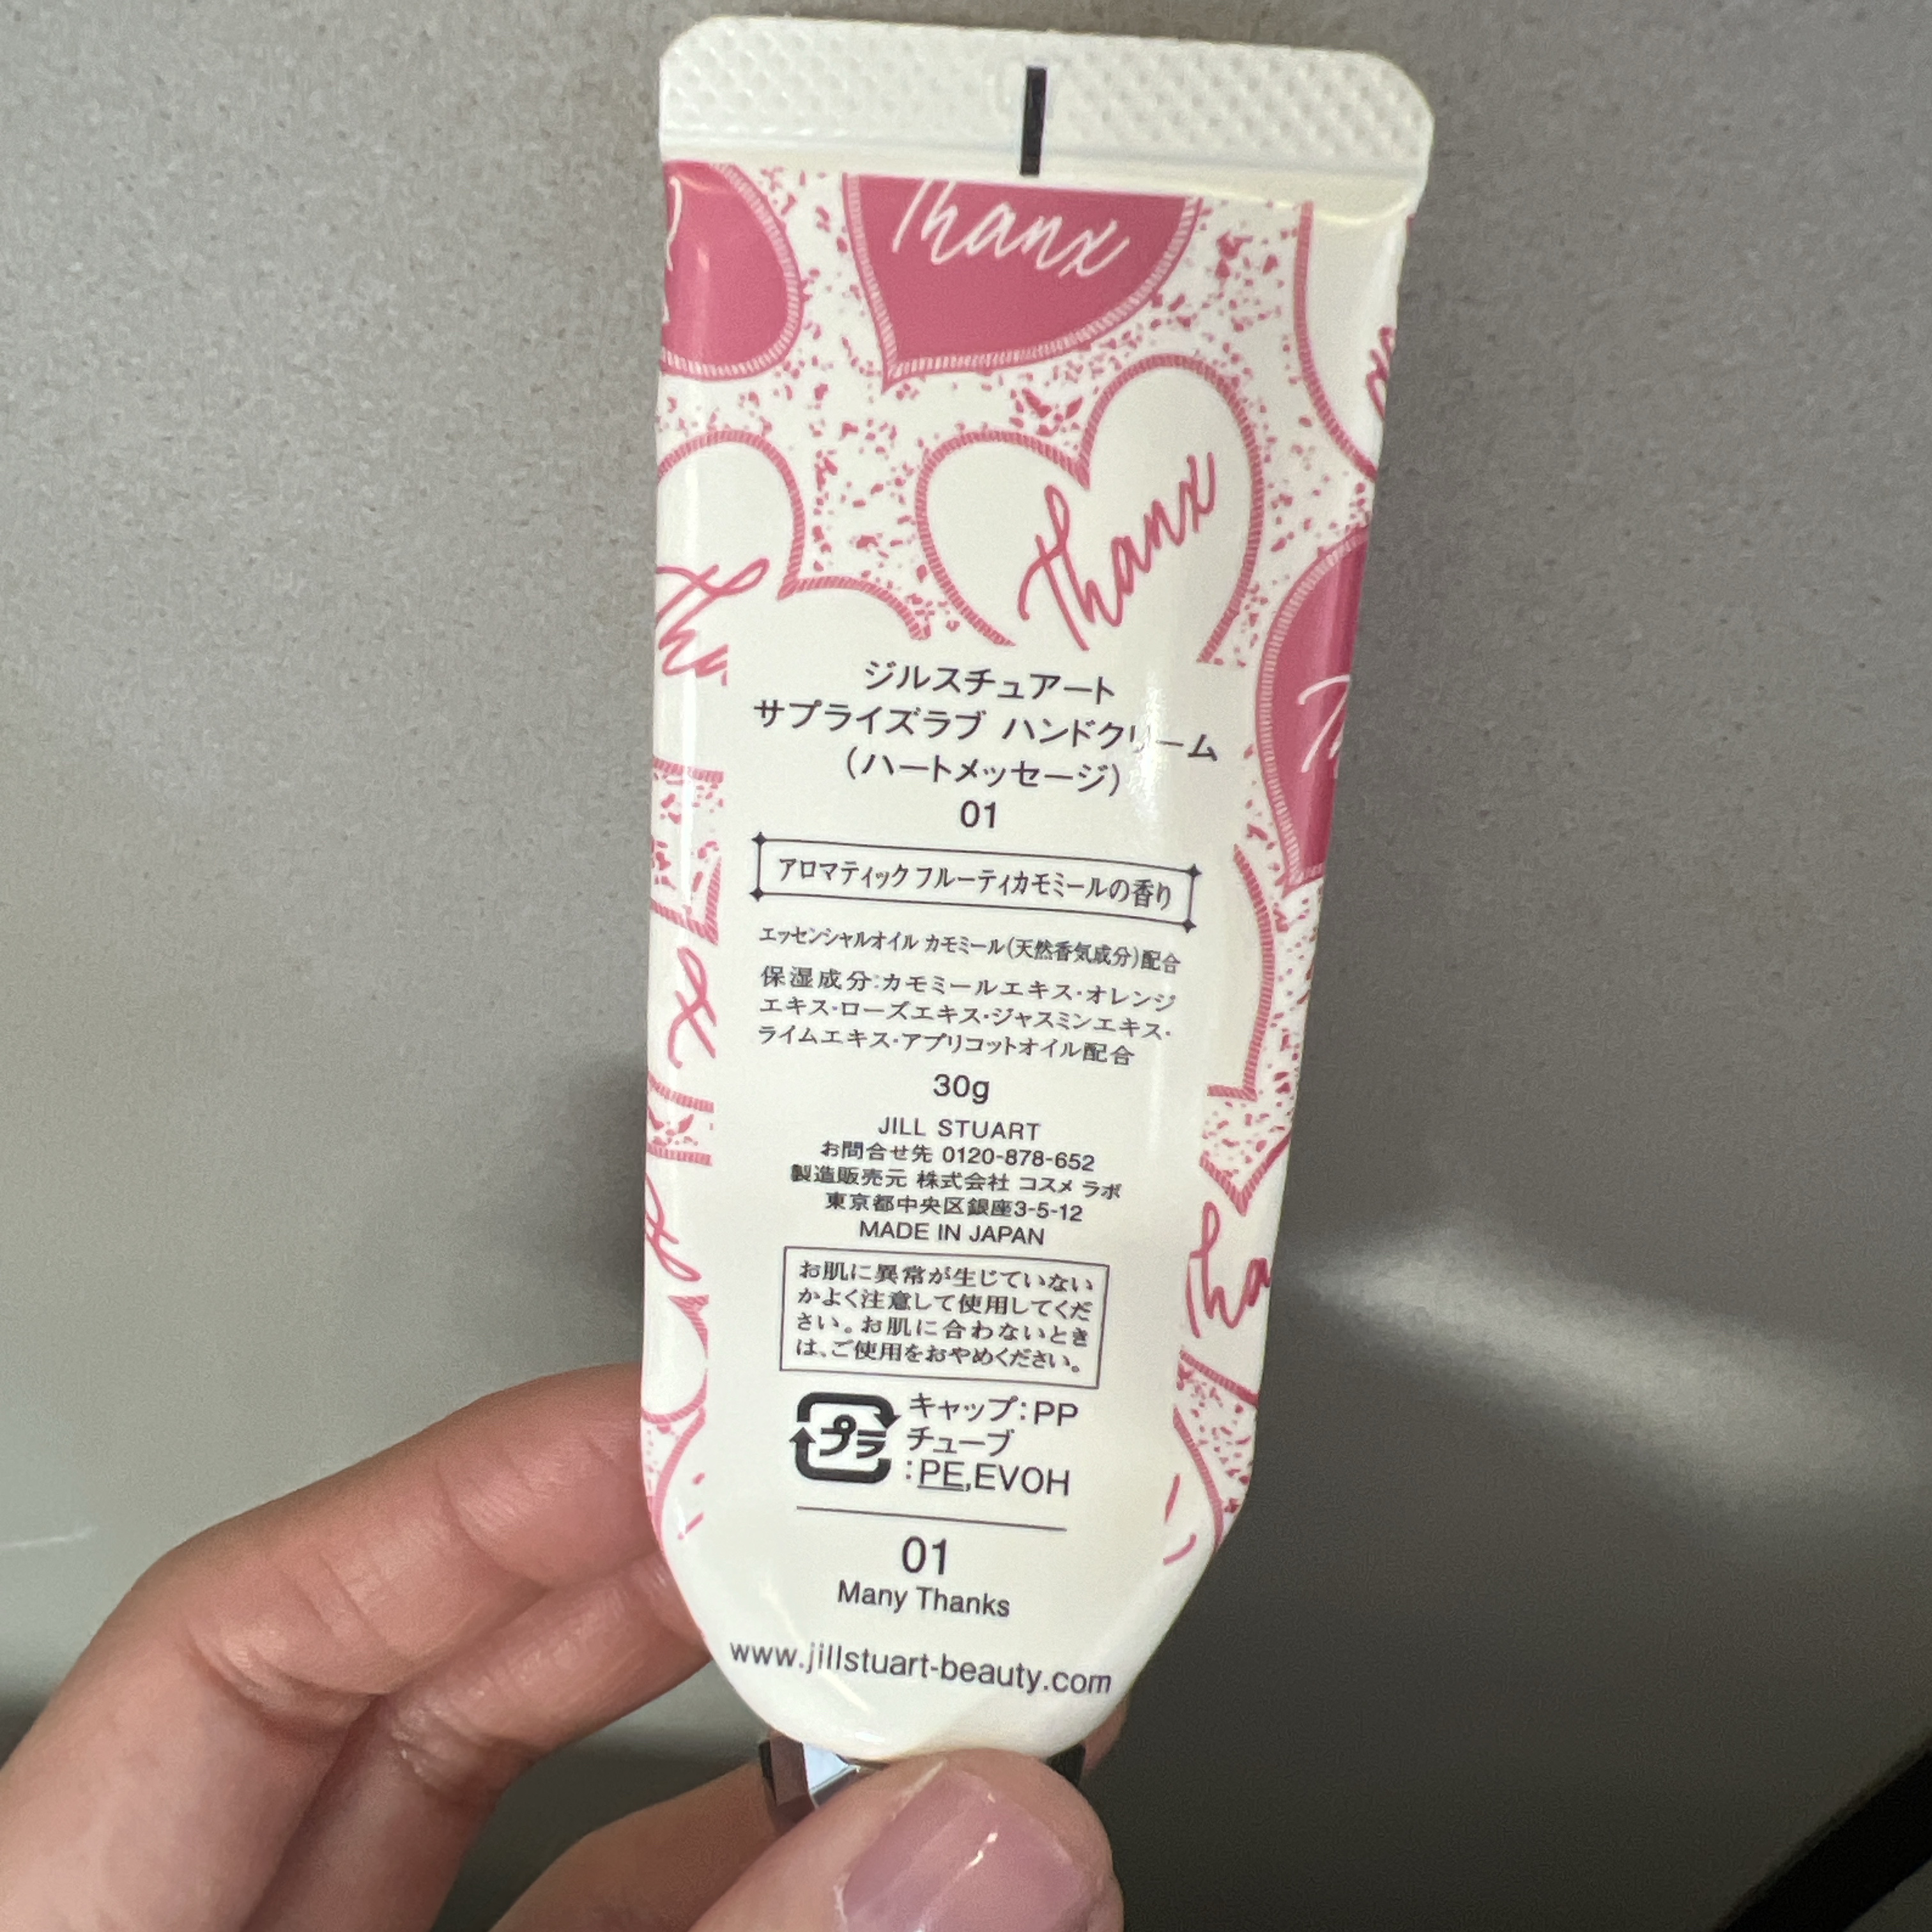 Thanx
Thanx
Tha
ジルスチュアート
サプライズラブ ハンドクリーム
(ハートメッセージ)
01
アロマティックフルーティカモミールの香り
エッセンシャルオイル カモミール(天然香気成分)配合
保湿成分:カモミールエキス・オレンジ
エキス・ローズエキス・ジャスミンエキス・
ライムエキス・アプリコットオイル配合
30g
JILL STUART
お問合せ先 0120-878-652
製造販売元 株式会社 コスメ ラボ
東京都中央区銀座3-5-12
MADE IN JAPAN
Tha
お肌に異常が生じていない
かよく注意して使用してくだ
さい。お肌に合わないとき
は、ご使用をおやめください。
プラ
キャップ:PP
チューブ
:PE,EVOH
01
Many Thanks
www.jillstuart-beauty.com